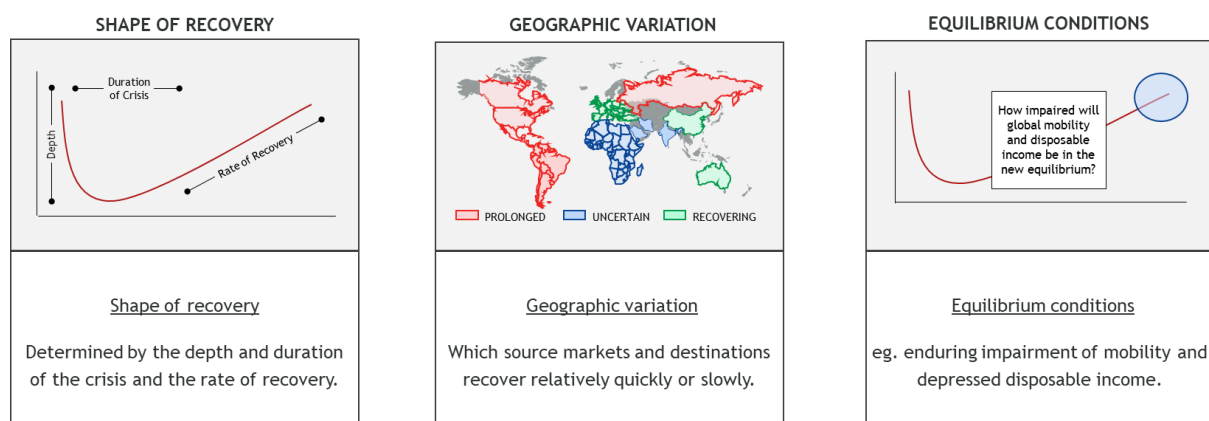 SHAPE OF RECOVERY
Duration
of Crisis
Depth
Rate of Recovery
Shape of recovery
Determined by the depth and duration
of the crisis and the rate of recovery.
GEOGRAPHIC VARIATION
PROLONGED
UNCERTAIN
RECOVERING
Geographic variation
Which source markets and destinations
recover relatively quickly or slowly.
EQUILIBRIUM CONDITIONS
How impaired will
global mobility
and disposable
income be in the
new equilibrium?
Equilibrium conditions
eg. enduring impairment of mobility and
depressed disposable income.